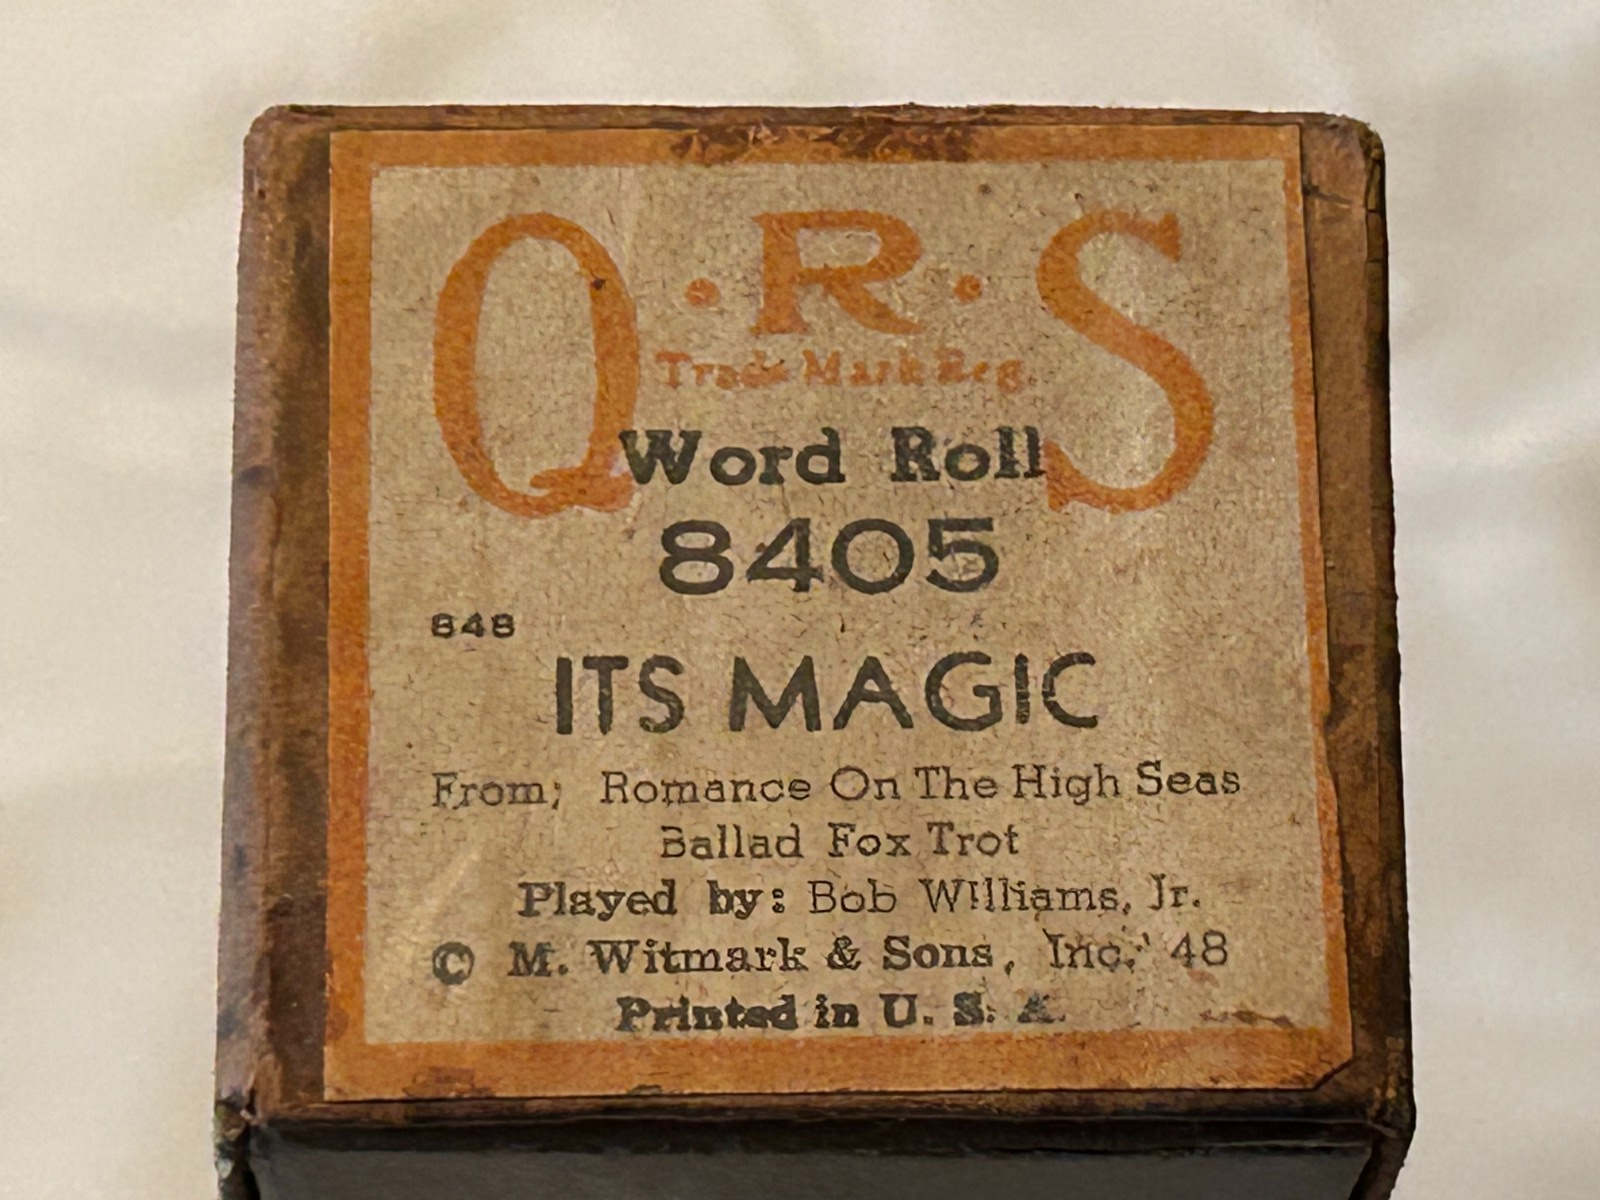 Q·R·S
Trade Mark Reg.
Word Roll
8405
848
ITS MAGIC
From; Romance On The High Seas
Ballad Fox Trot
Played by: Bob Williams, Jr.
© M. Witmark & Sons, Inc.' 48
Printed in U. S. A.